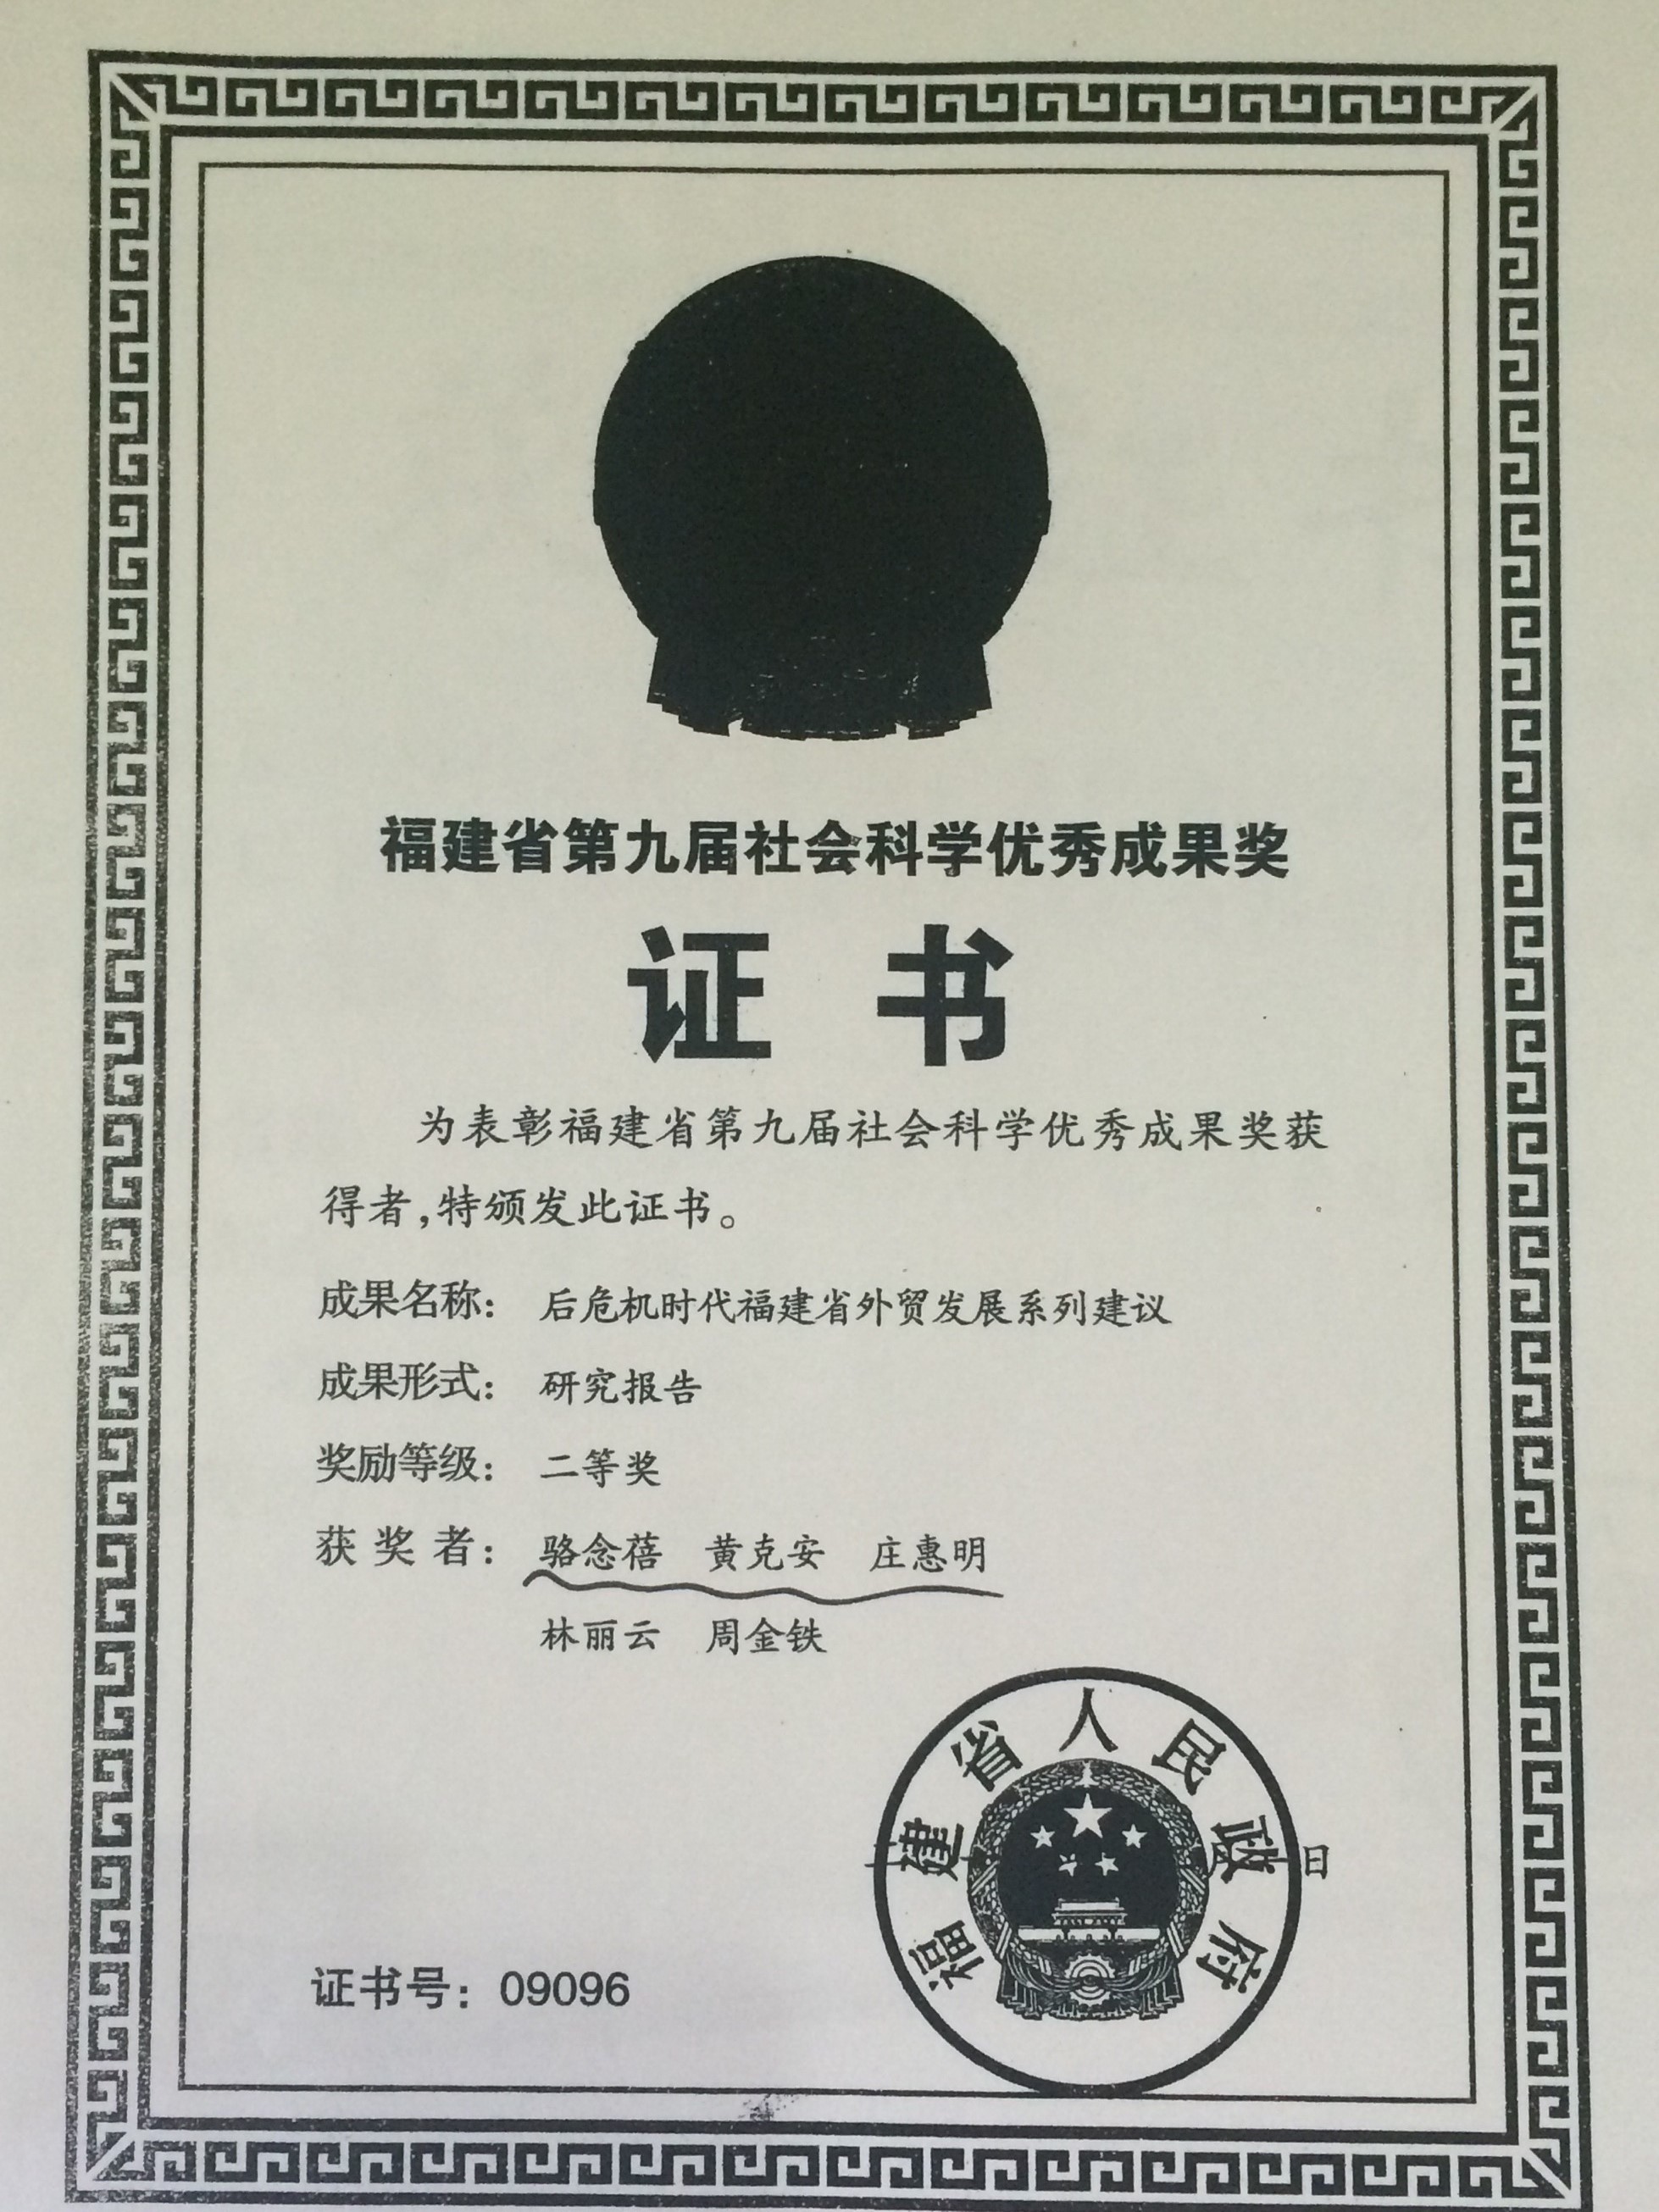 福建省第九届社会科学优秀成果奖
证 书
为表彰福建省第九届社会科学优秀成果奖获
得者,特颁发此证书。
成果名称: 后危机时代福建省外贸发展系列建议
成果形式: 研究报告
奖励等级: 二等奖
获 奖 者: 骆念蓓 黄克安 庄惠明
林丽云 周金铁
福建省人民政府
日
证书号: 09096